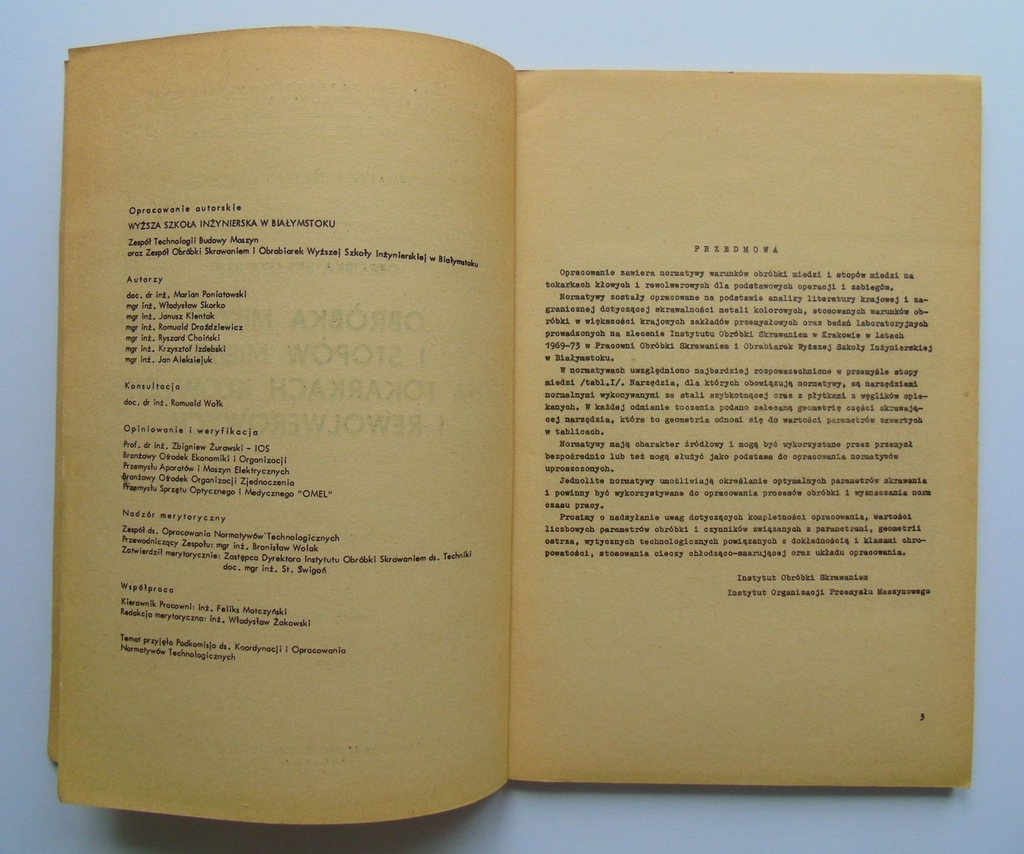 Opracowanie autorskie
WYŻSZA SZKOŁA INŻYNIERSKA W BIAŁYMSTOKU
Zespół Technologii Budowy Maszyn
oraz Zespół Obróbki Skrawaniem i Obrabiarek Wyższej Szkoły Inżynierskiej w Białymstoku
Autorzy
doc. dr inż. Marian Poniatowski
mgr inż. Władysław Skorko
mgr inż. Janusz Klentak
mgr inż. Romuald Droździewicz
mgr inż. Ryszard Choiński
mgr inż. Krzysztof Izdebski
mgr inż. Jan Aleksiejuk
Konsultacja
doc. dr inż. Romuald Wołk
Opiniowanie i weryfikacja
Prof. dr inż. Zbigniew Żurawski - IOS
Branżowy Ośrodek Ekonomiki i Organizacji
Przemysłu Aparatów i Maszyn Elektrycznych
Branżowy Ośrodek Organizacji Zjednoczenia
Przemysłu Sprzętu Optycznego i Medycznego "OMEL"
Nadzór merytoryczny
Zespół ds. Opracowania Normatywów Technologicznych
Przewodniczący Zespołu: mgr inż. Bronisław Wolak
Zatwierdził merytorycznie: Zastępca Dyrektora Instytutu Obróbki Skrawaniem ds. Techniki
doc. mgr inż. St. Świgoń
Współpraca
Kierownik Pracowni: inż. Feliks Matczyński
Redakcja merytoryczna: inż. Władysław Żakowski
Temat przyjęła Podkomisja ds. Koordynacji i Opracowania
Normatywów Technologicznych
PRZEDMOWA
Opracowanie zawiera normatywy warunków obróbki miedzi i stopów miedzi na
tokarkach kłowych i rewolwerowych dla podstawowych operacji i zabiegów.
Normatywy zostały opracowane na podstawie analizy literatury krajowej i za-
granicznej dotyczącej skrawalności metali kolorowych, stosowanych warunków ob-
róbki w większości krajowych zakładów przemysłowych oraz badań laboratoryjnych
prowadzonych na zlecenie Instytutu Obróbki Skrawaniem w Krakowie w latach
1969-73 w Pracowni Obróbki Skrawaniem i Obrabiarek Wyższej Szkoły Inżynierskiej
w Białymstoku.
W normatywach uwzględniono najbardziej rozpowszechnione w przemyśle stopy
miedzi /tabl.I/. Narzędzia, dla których obowiązują normatywy, są narzędziami
normalnymi wykonywanymi ze stali szybkotnącej oraz z płytkami z węglików spie-
kanych. W każdej odmianie toczenia podano zalecaną geometrię części skrawają-
cej narzędzia, która to geometria odnosi się do wartości parametrów zawartych
w tablicach.
Normatywy mają charakter źródłowy i mogą być wykorzystane przez przemysł
bezpośrednio lub też mogą służyć jako podstawa do opracowania normatywów
uproszczonych.
Jednolite normatywy umożliwiają określanie optymalnych parametrów skrawania
i powinny być wykorzystywane do opracowania procesów obróbki i wyznaczania norm
czasu pracy.
Prosimy o nadsyłanie uwag dotyczących kompletności opracowania, wartości
liczbowych parametrów obróbki i czynników związanych z parametrami, geometrii
ostrza, wytycznych technologicznych powiązanych z dokładnością i klasami chro-
powatości, stosowania cieczy chłodząco-smarującej oraz układu opracowania.
Instytut Obróbki Skrawaniem
Instytut Organizacji Przemysłu Maszynowego
3